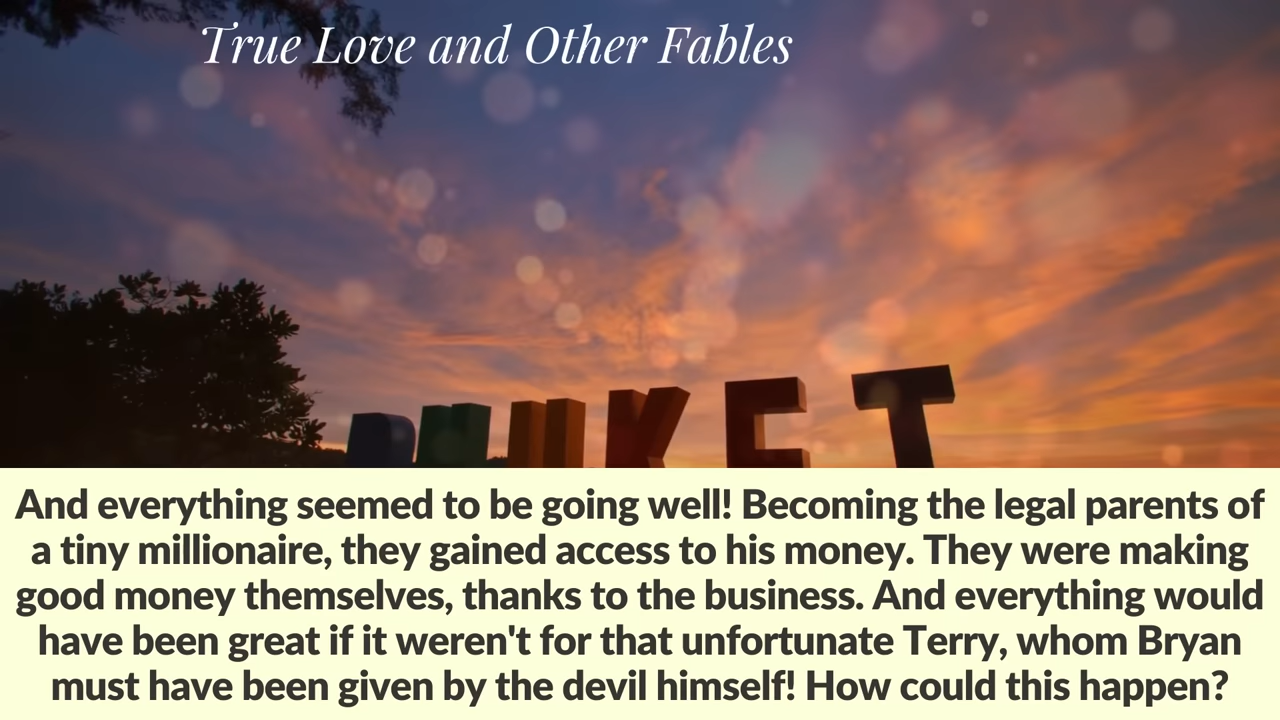 True Love and Other Fables
PHUKET
And everything seemed to be going well! Becoming the legal parents of
a tiny millionaire, they gained access to his money. They were making
good money themselves, thanks to the business. And everything would
have been great if it weren't for that unfortunate Terry, whom Bryan
must have been given by the devil himself! How could this happen?